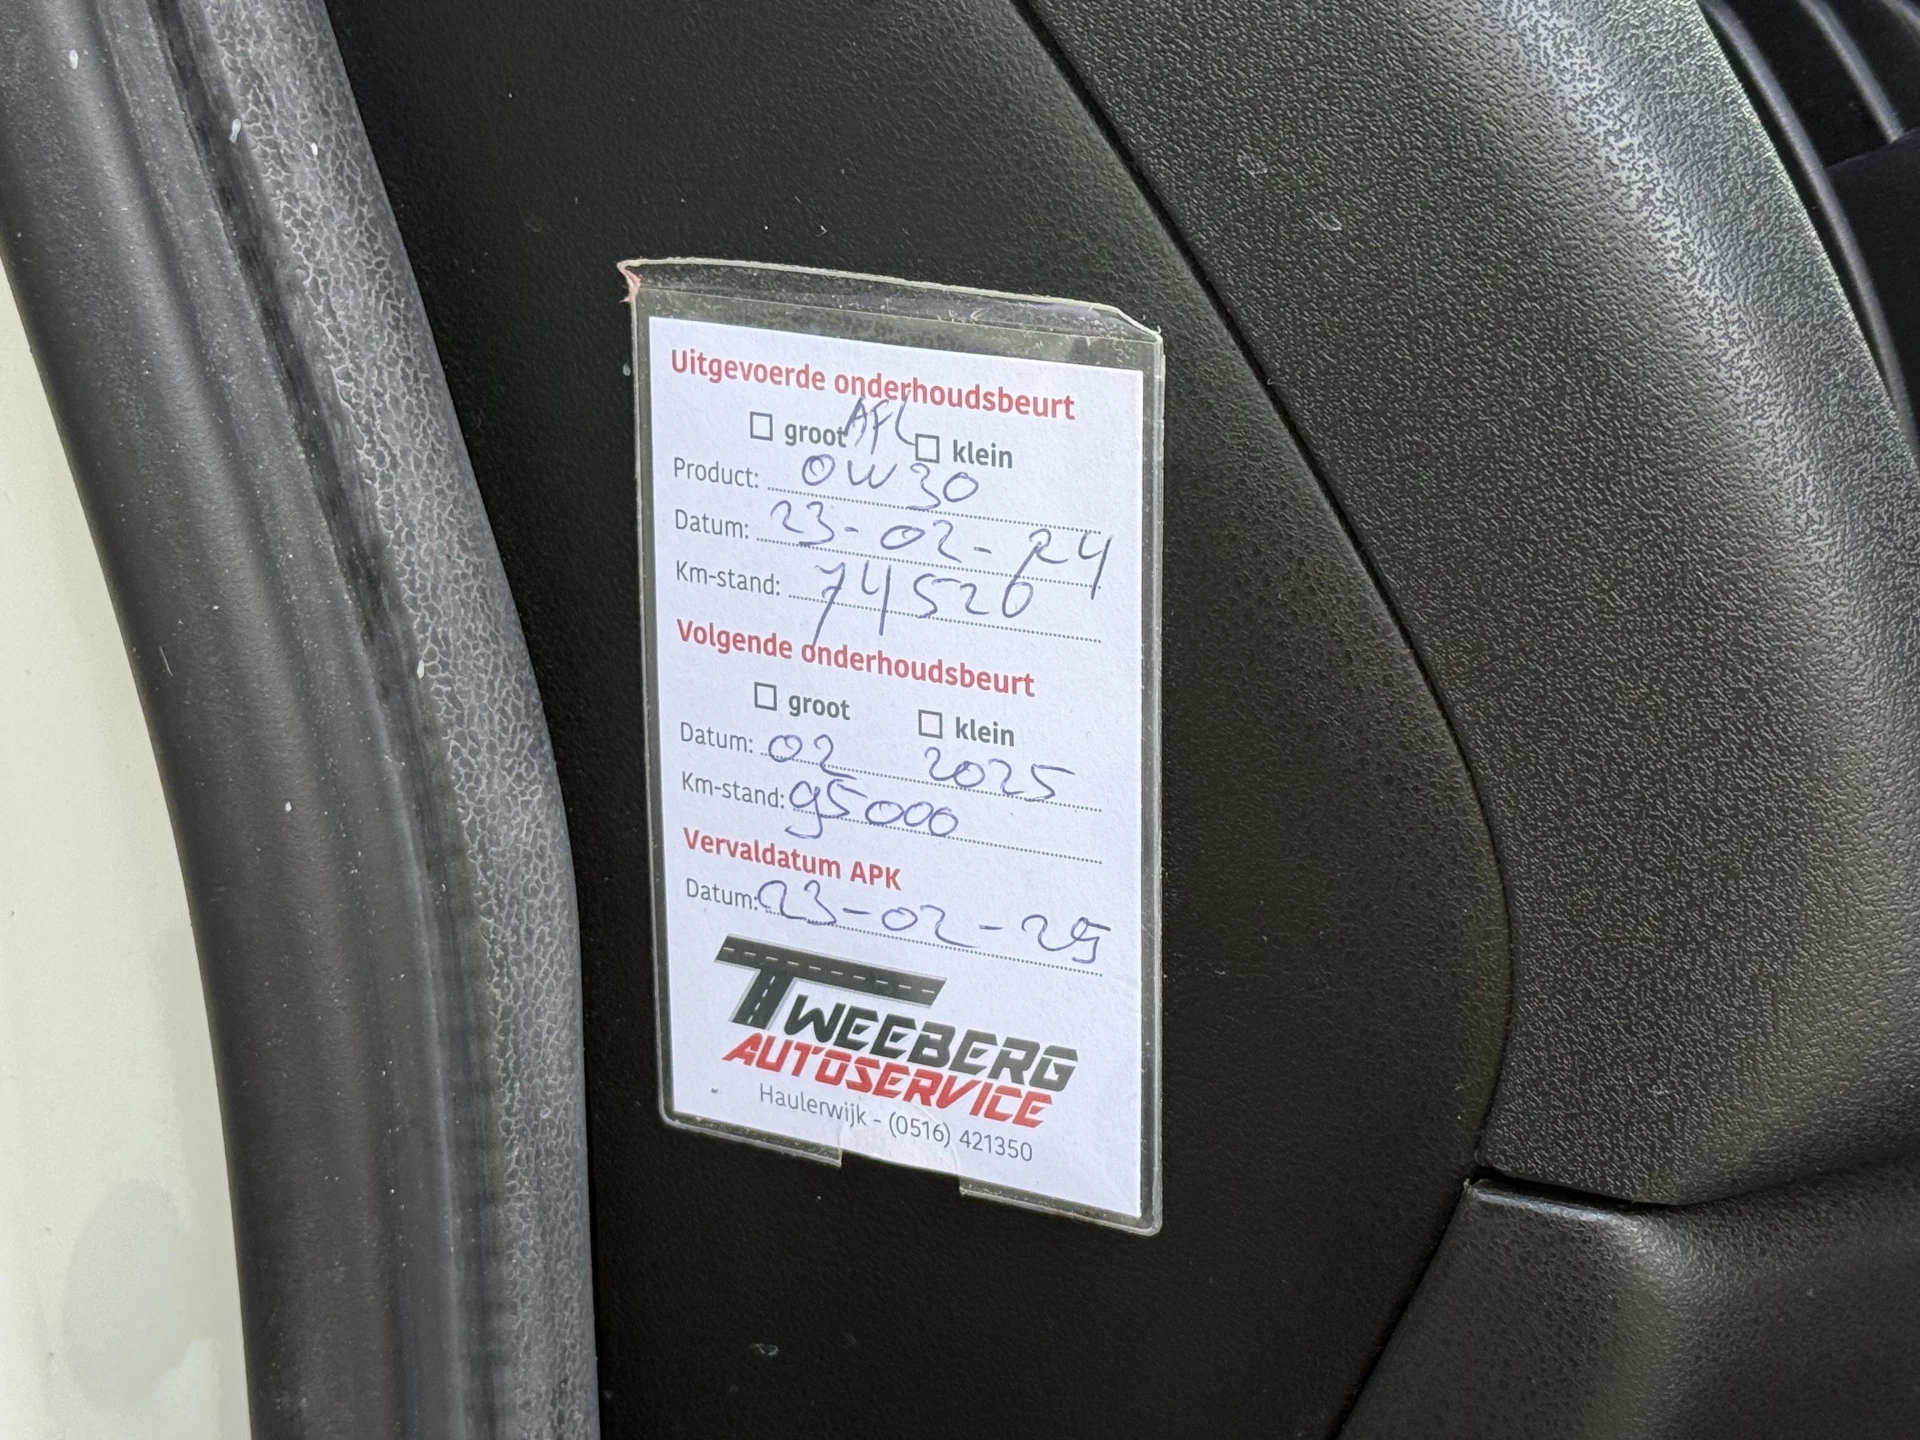 Uitgevoerde onderhoudsbeurt
☐ groot AFL ☐ klein
Product: 0W30
Datum: 23-02-24
Km-stand: 74526
Volgende onderhoudsbeurt
☐ groot ☐ klein
Datum: 02 2025
Km-stand: 95000
Vervaldatum APK
Datum: 23-02-25
TWEEBERG
AUTOSERVICE
Haulerwijk - (0516) 421350